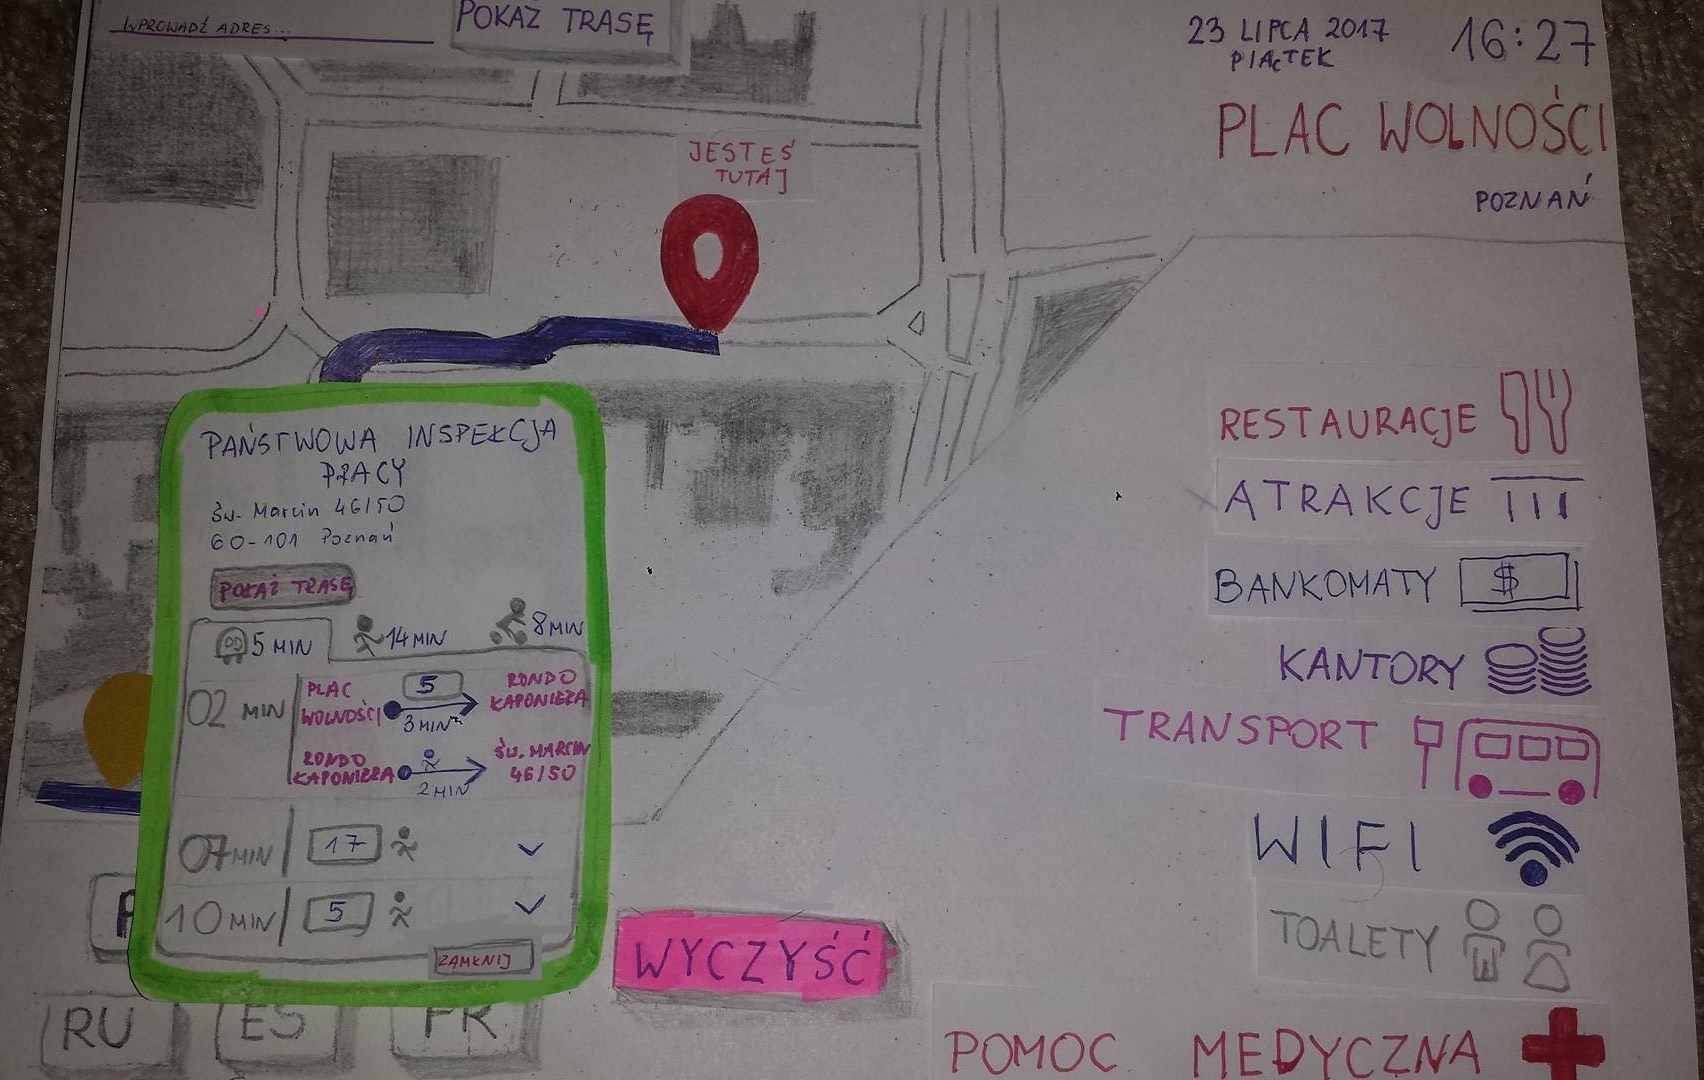 WPROWADŹ ADRES...
POKAŻ TRASĘ
23 LIPCA 2017
PIĄTEK
16:27
PLAC WOLNOŚCI
POZNAŃ
JESTEŚ
TUTAJ
PAŃSTWOWA INSPEKCJA
PRACY
Św. Marcin 46/50
60-101 Poznań
POKAŻ TRASĘ
5 MIN
14 MIN
8 MIN
02 MIN
PLAC
WOLNOŚCI
5
3 MIN
RONDO
KAPONIERA
RONDO
KAPONIERA
2 MIN
ŚW. MARCIN
46/50
07 MIN
17
10 MIN
5
ZAMKNIJ
WYCZYŚĆ
RU
ES
FR
RESTAURACJE
ATRAKCJE
BANKOMATY
$
KANTORY
TRANSPORT
WIFI
TOALETY
POMOC MEDYCZNA